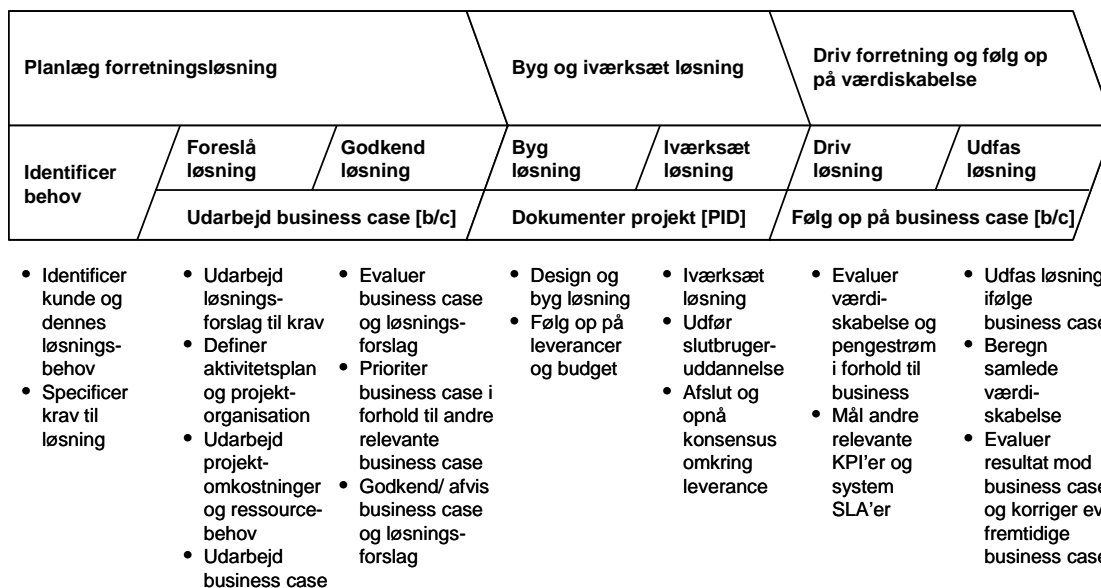 Planlæg forretningsløsning
Byg og iværksæt løsning
Driv forretning og følg op
på værdiskabelse
Identificer
behov
Foreslå
løsning
Godkend
løsning
Byg
løsning
Iværksæt
løsning
Driv
løsning
Udfas
løsning
Udarbejd business case [b/c]
Dokumenter projekt [PID]
Følg op på business case [b/c]
• Identificer
kunde og
dennes
løsnings-
behov
• Specificer
krav til
løsning
• Udarbejd
løsnings-
forslag til krav
• Definer
aktivitetsplan
og projekt-
organisation
• Udarbejd
projekt-
omkostninger
og ressource-
behov
• Udarbejd
business case
• Evaluer
business case
og løsnings-
forslag
• Prioriter
business case i
forhold til andre
relevante
business case
• Godkend/ afvis
business case
og løsnings-
forslag
• Design og
byg løsning
• Følg op på
leverancer
og budget
• Iværksæt
løsning
• Udfør
slutbruger-
uddannelse
• Afslut og
opnå
konsensus
omkring
leverance
• Evaluer
værdi-
skabelse og
pengestrøm
i forhold til
business
• Mål andre
relevante
KPI'er og
system
SLA'er
• Udfas løsning
ifølge
business case
• Beregn
samlede
værdi-
skabelse
• Evaluer
resultat mod
business case
og korriger ev
fremtidige
business case